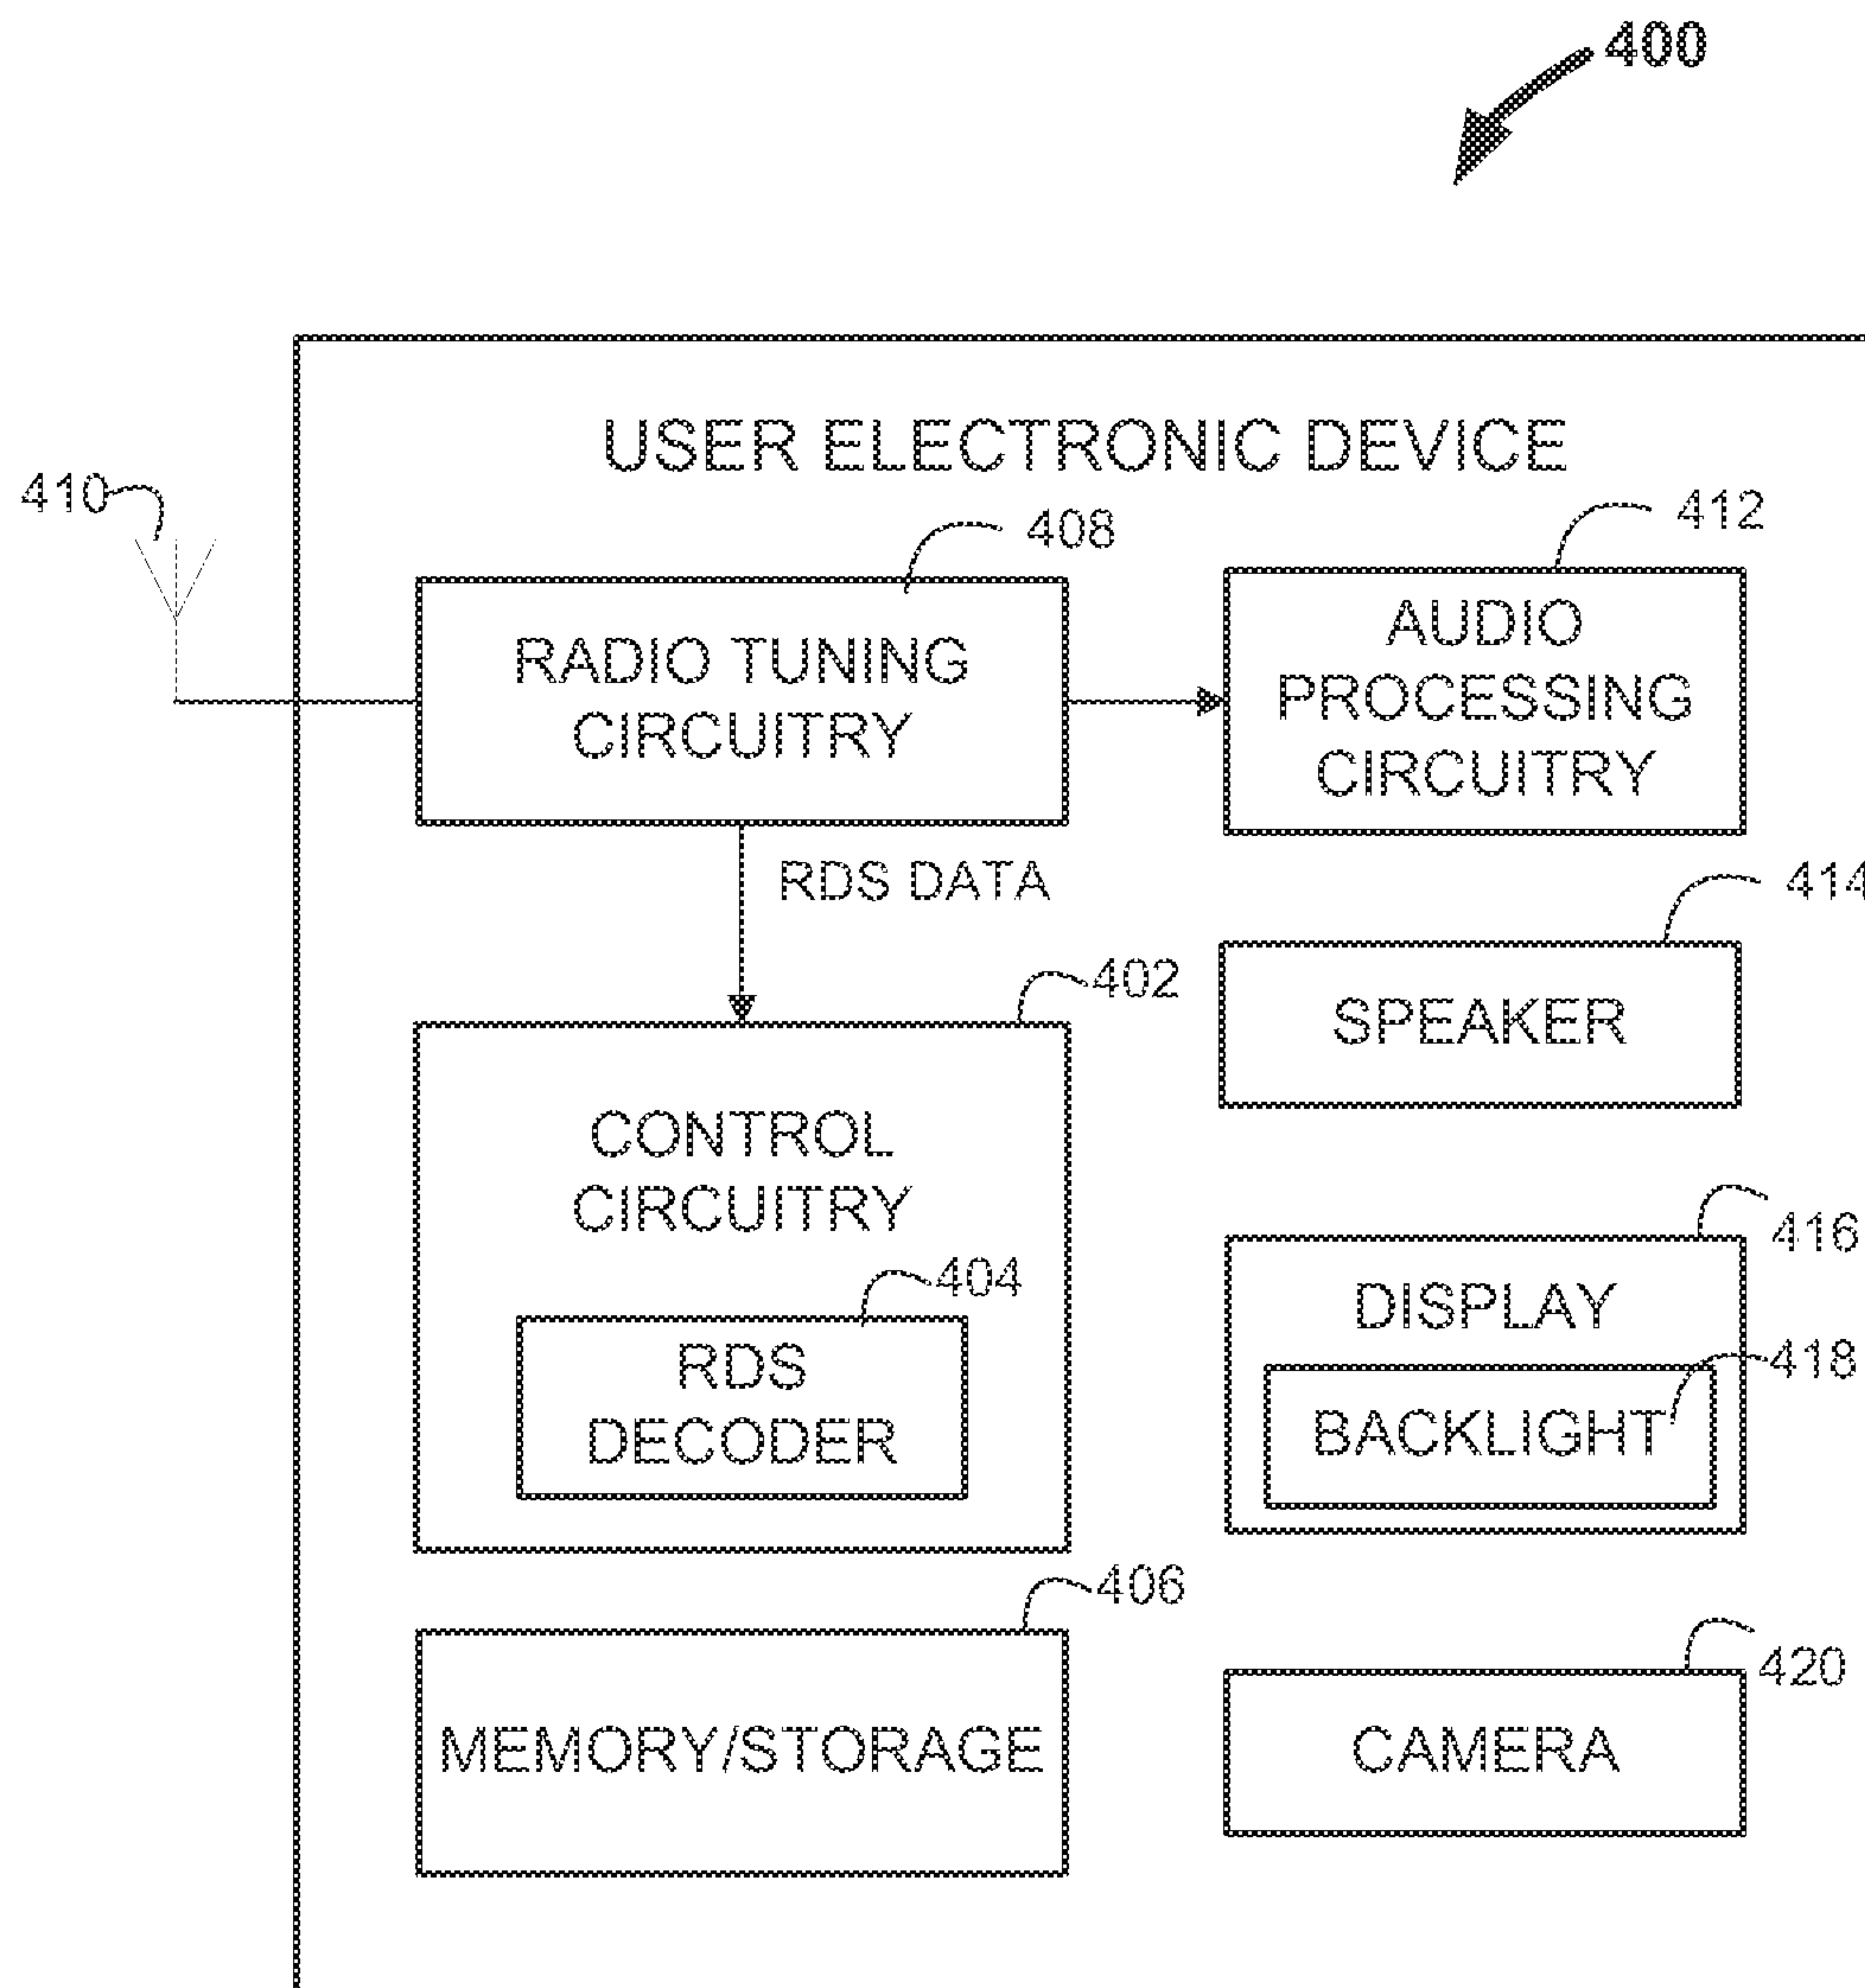 400
USER ELECTRONIC DEVICE
410
408
412
RADIO TUNING
CIRCUITRY
AUDIO
PROCESSING
CIRCUITRY
RDS DATA
414
402
SPEAKER
CONTROL
CIRCUITRY
404
RDS
DECODER
416
DISPLAY
418
BACKLIGHT
406
MEMORY/STORAGE
420
CAMERA